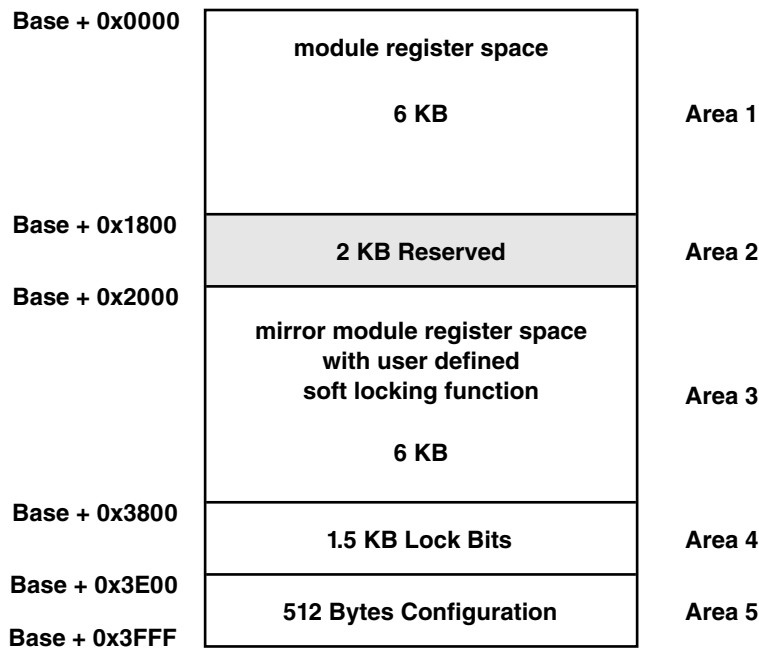 Base + 0x0000
module register space
6 KB
Area 1
Base + 0x1800
2 KB Reserved
Area 2
Base + 0x2000
mirror module register space
with user defined
soft locking function
Area 3
6 KB
Base + 0x3800
1.5 KB Lock Bits
Area 4
Base + 0x3E00
512 Bytes Configuration
Area 5
Base + 0x3FFF